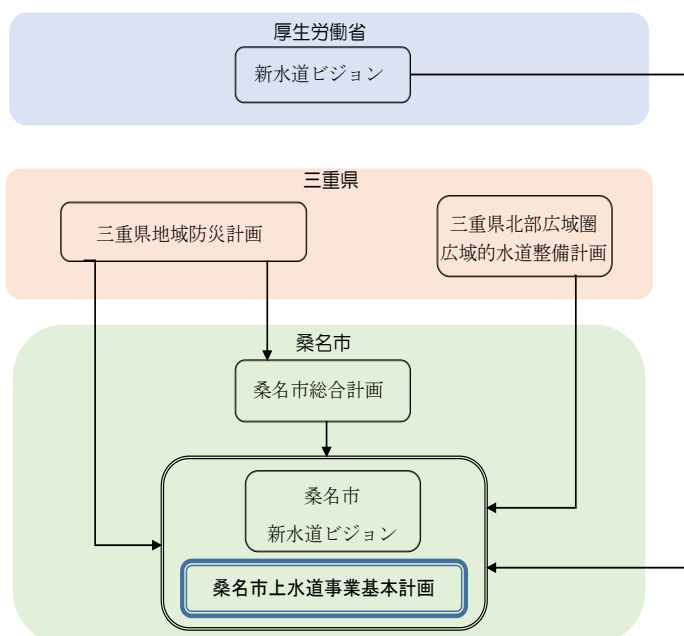 厚生労働省
新水道ビジョン
三重県
三重県地域防災計画
三重県北部広域圏
広域的水道整備計画
桑名市
桑名市総合計画
桑名市
新水道ビジョン
桑名市上水道事業基本計画